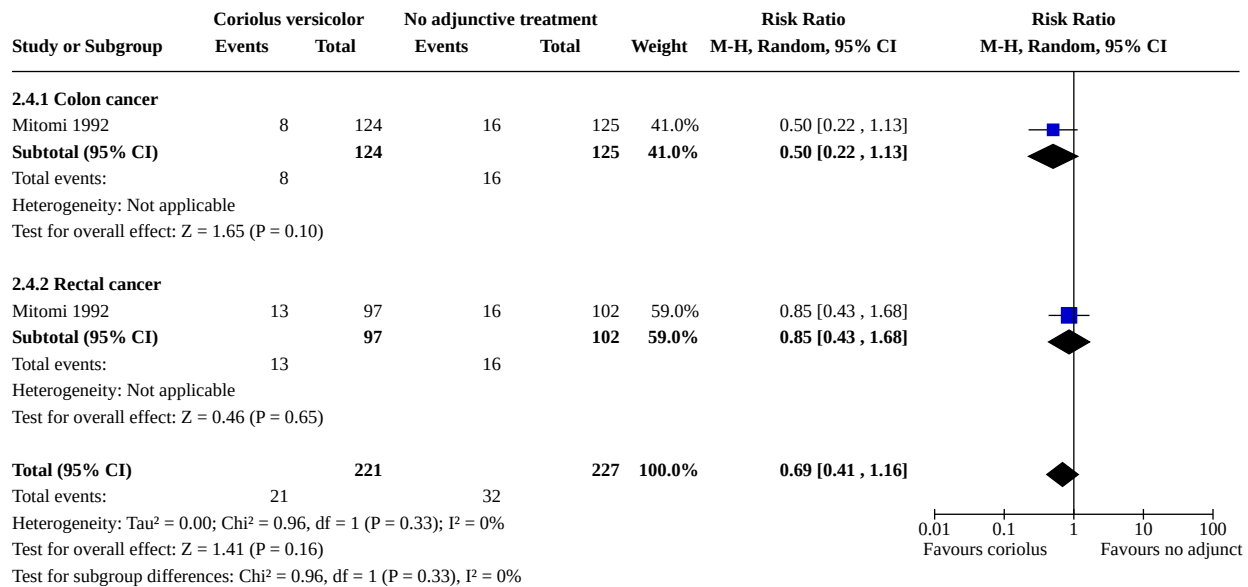 Coriolus versicolor No adjunctive treatment Risk Ratio Risk Ratio
Study or Subgroup Events Total Events Total Weight M-H, Random, 95% CI M-H, Random, 95% CI
2.4.1 Colon cancer
Mitomi 1992 8 124 16 125 41.0% 0.50 [0.22 , 1.13]
Subtotal (95% CI) 124 125 41.0% 0.50 [0.22 , 1.13]
Total events: 8 16
Heterogeneity: Not applicable
Test for overall effect: Z = 1.65 (P = 0.10)
2.4.2 Rectal cancer
Mitomi 1992 13 97 16 102 59.0% 0.85 [0.43 , 1.68]
Subtotal (95% CI) 97 102 59.0% 0.85 [0.43 , 1.68]
Total events: 13 16
Heterogeneity: Not applicable
Test for overall effect: Z = 0.46 (P = 0.65)
Total (95% CI) 221 227 100.0% 0.69 [0.41 , 1.16]
Total events: 21 32
Heterogeneity: Tau² = 0.00; Chi² = 0.96, df = 1 (P = 0.33); I² = 0%
0.01 0.1 1 10 100
Test for overall effect: Z = 1.41 (P = 0.16)
Favours coriolus Favours no adjunct
Test for subgroup differences: Chi² = 0.96, df = 1 (P = 0.33), I² = 0%